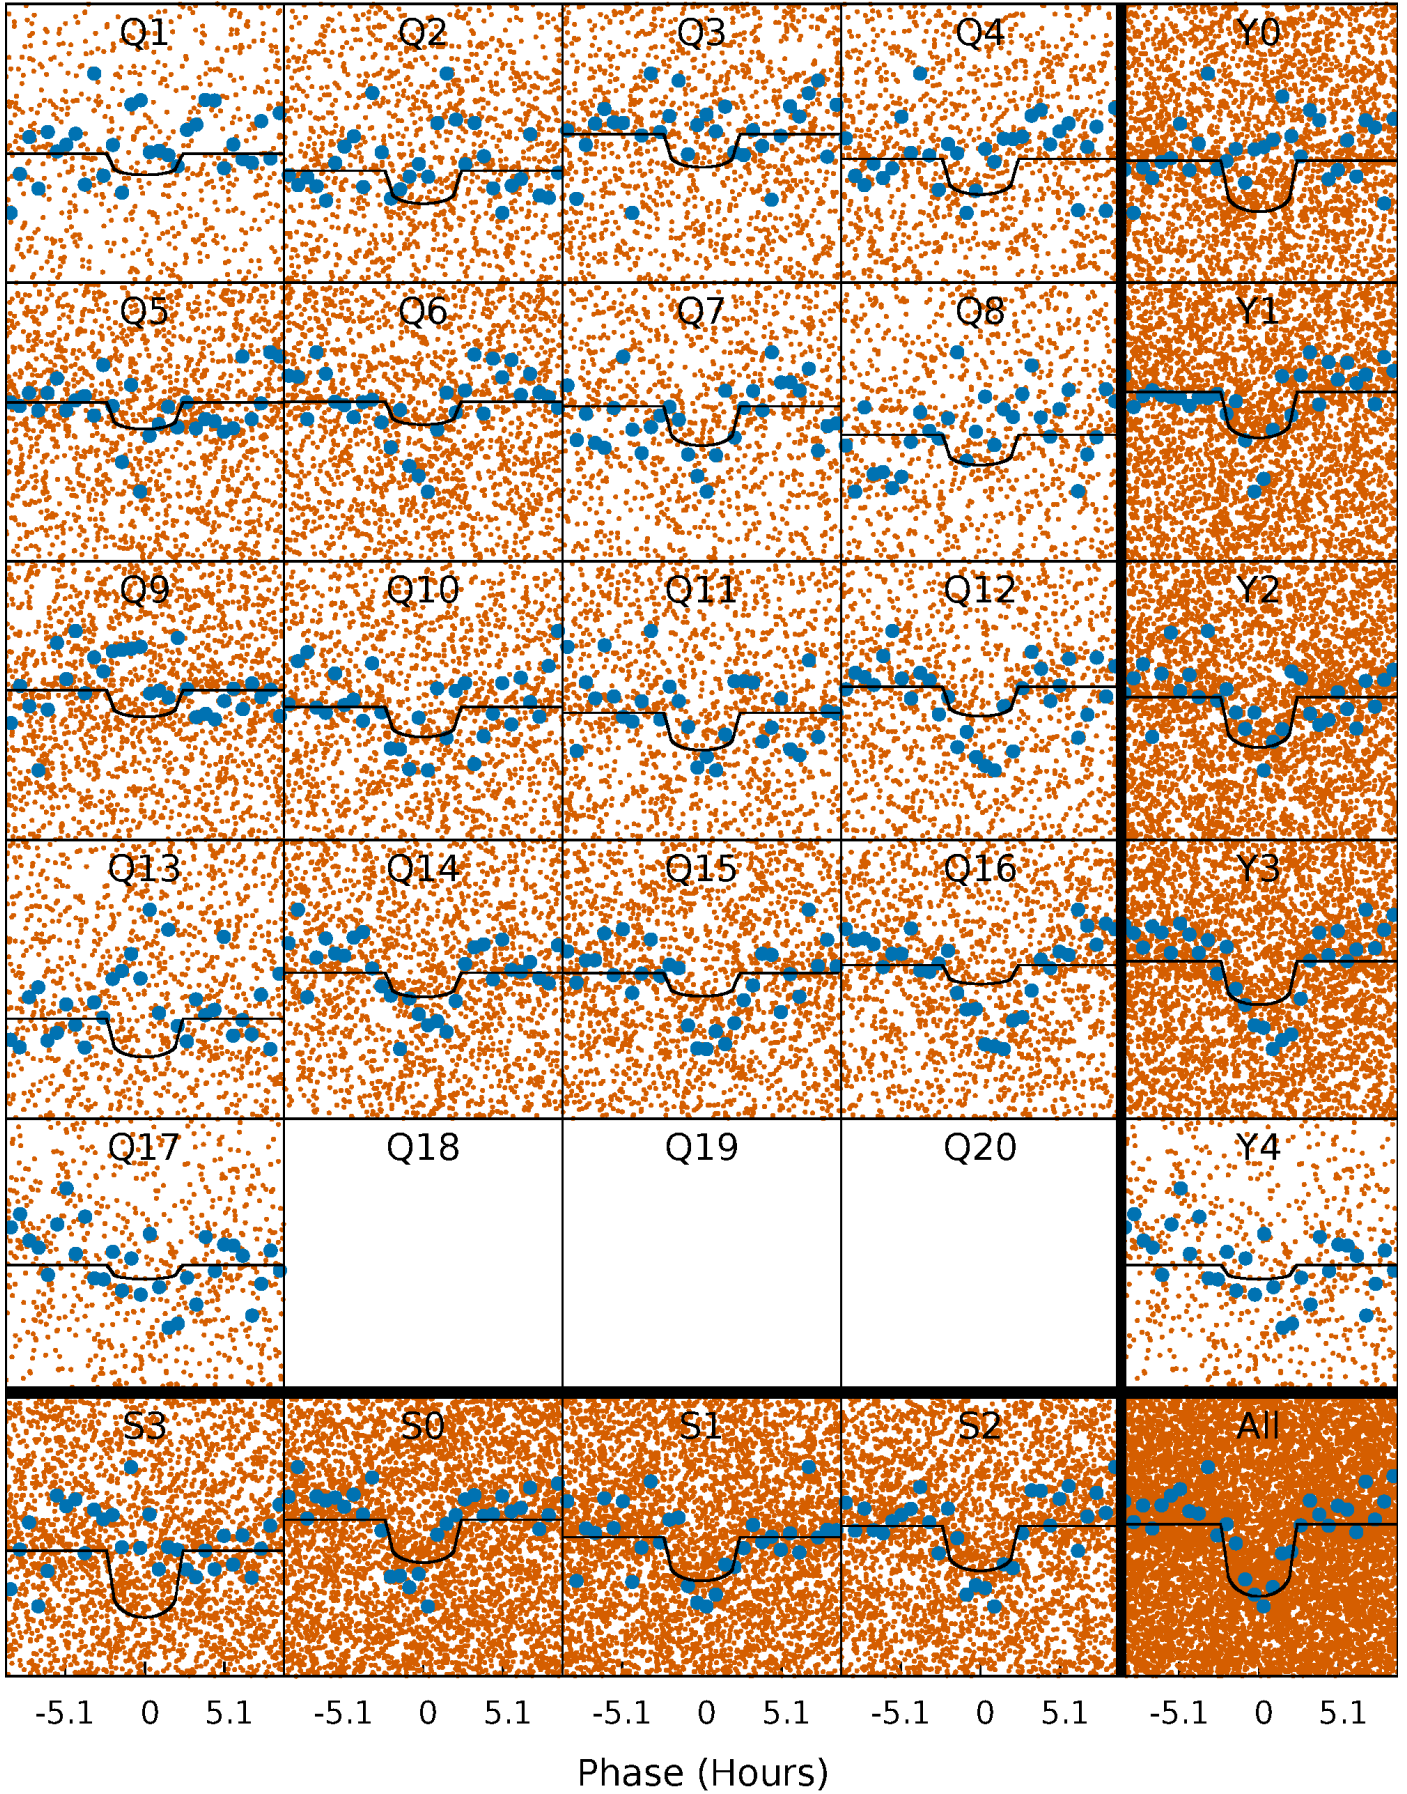 Q1 Q2 Q3 Q4 Y0
Q5 Q6 Q7 Q8 Y1
Q9 Q10 Q11 Q12 Y2
Q13 Q14 Q15 Q16 Y3
Q17 Q18 Q19 Q20 Y4
S3 S0 S1 S2 All
-5.1 0 5.1 -5.1 0 5.1 -5.1 0 5.1 -5.1 0 5.1 -5.1 0 5.1
Phase (Hours)